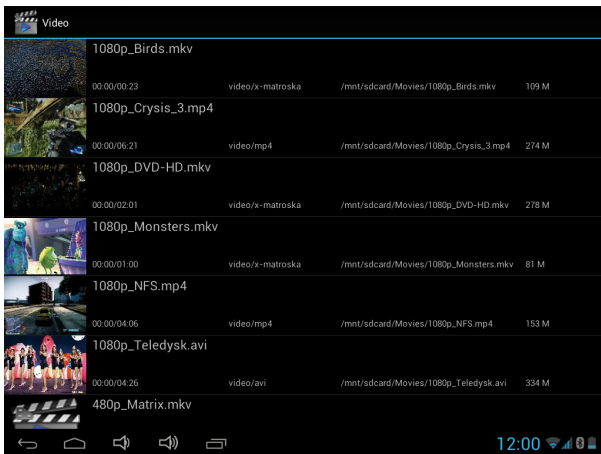 Video
1080p_Birds.mkv
00:00/00:23 video/x-matroska /mnt/sdcard/Movies/1080p_Birds.mkv 109 M
1080p_Crysis_3.mp4
00:00/06:21 video/mp4 /mnt/sdcard/Movies/1080p_Crysis_3.mp4 274 M
1080p_DVD-HD.mkv
00:00/02:01 video/x-matroska /mnt/sdcard/Movies/1080p_DVD-HD.mkv 278 M
1080p_Monsters.mkv
00:00/01:00 video/x-matroska /mnt/sdcard/Movies/1080p_Monsters.mkv 81 M
1080p_NFS.mp4
00:00/04:06 video/mp4 /mnt/sdcard/Movies/1080p_NFS.mp4 153 M
1080p_Teledysk.avi
00:00/04:26 video/avi /mnt/sdcard/Movies/1080p_Teledysk.avi 334 M
480p_Matrix.mkv
12:00